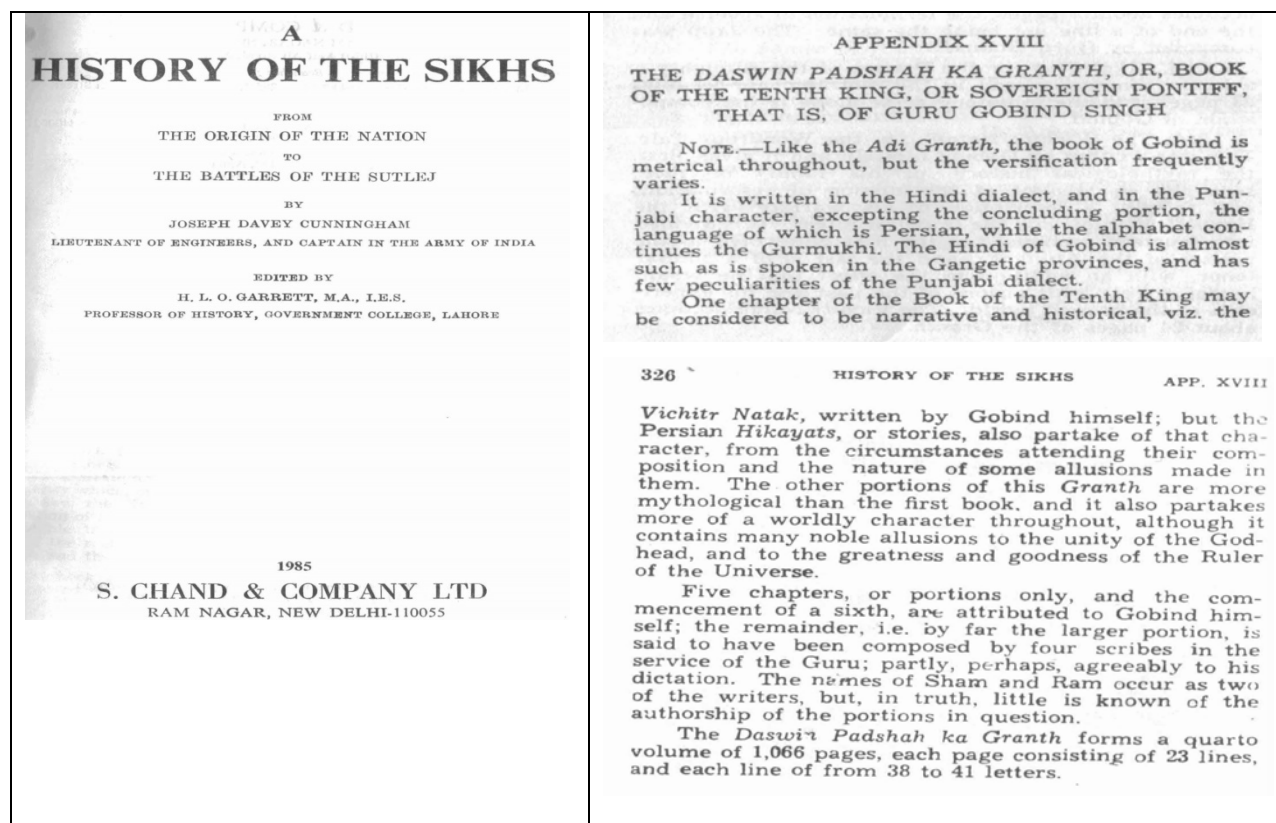 A
HISTORY OF THE SIKHS
FROM
THE ORIGIN OF THE NATION
TO
THE BATTLES OF THE SUTLEJ
BY
JOSEPH DAVEY CUNNINGHAM
LIEUTENANT OF ENGINEERS, AND CAPTAIN IN THE ARMY OF INDIA
EDITED BY
H. L. O. GARRETT, M.A., I.E.S.
PROFESSOR OF HISTORY, GOVERNMENT COLLEGE, LAHORE
1985
S. CHAND & COMPANY LTD
RAM NAGAR, NEW DELHI-110055
APPENDIX XVIII
THE DASWIN PADSHAH KA GRANTH, OR, BOOK
OF THE TENTH KING, OR SOVEREIGN PONTIFF,
THAT IS, OF GURU GOBIND SINGH
NOTE.—Like the Adi Granth, the book of Gobind is
metrical throughout, but the versification frequently
varies.
It is written in the Hindi dialect, and in the Pun-
jabi character, excepting the concluding portion, the
language of which is Persian, while the alphabet con-
tinues the Gurmukhi. The Hindi of Gobind is almost
such as is spoken in the Gangetic provinces, and has
few peculiarities of the Punjabi dialect.
One chapter of the Book of the Tenth King may
be considered to be narrative and historical, viz. the
326 HISTORY OF THE SIKHS APP. XVIII
Vichitr Natak, written by Gobind himself; but the
Persian Hikayats, or stories, also partake of that cha-
racter, from the circumstances attending their com-
position and the nature of some allusions made in
them. The other portions of this Granth are more
mythological than the first book, and it also partakes
more of a worldly character throughout, although it
contains many noble allusions to the unity of the God-
head, and to the greatness and goodness of the Ruler
of the Universe.
Five chapters, or portions only, and the com-
mencement of a sixth, are attributed to Gobind him-
self; the remainder, i.e. by far the larger portion, is
said to have been composed by four scribes in the
service of the Guru; partly, perhaps, agreeably to his
dictation. The names of Sham and Ram occur as two
of the writers, but, in truth, little is known of the
authorship of the portions in question.
The Daswin Padshah ka Granth forms a quarto
volume of 1,066 pages, each page consisting of 23 lines,
and each line of from 38 to 41 letters.